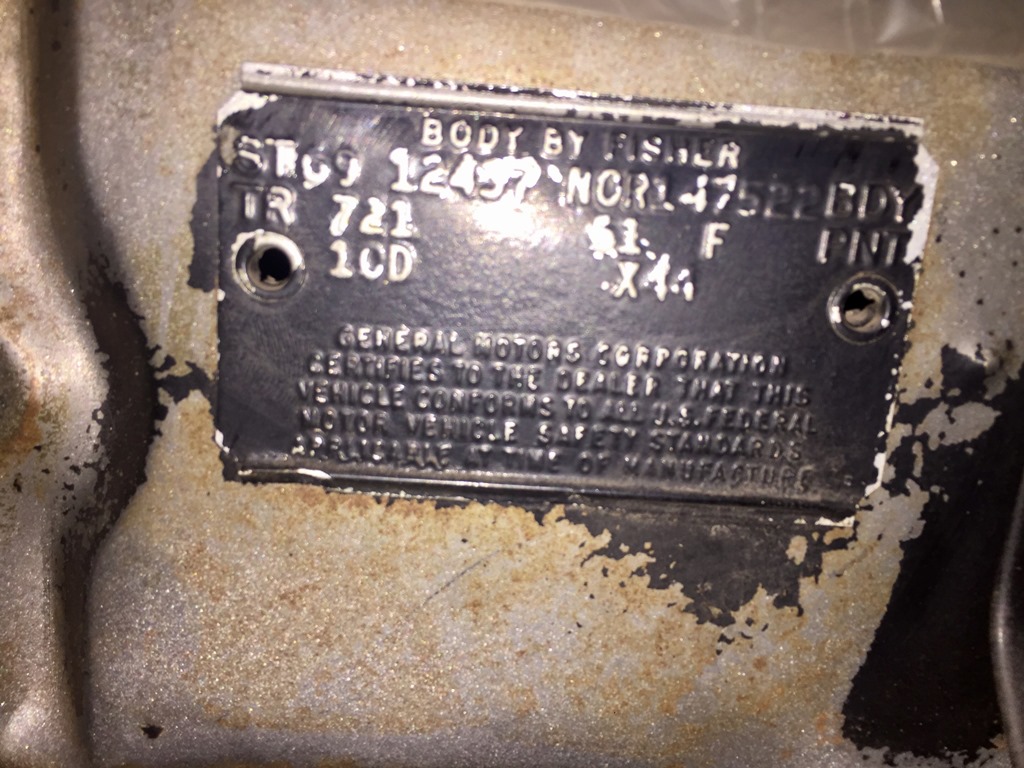 BODY BY FISHER
ST 69 12437 NOR147522 BDY
TR 721 51 F PNT
10D X44
GENERAL MOTORS CORPORATION
CERTIFIES TO THE DEALER THAT THIS
VEHICLE CONFORMS TO ALL U.S. FEDERAL
MOTOR VEHICLE SAFETY STANDARDS
APPLICABLE AT TIME OF MANUFACTURE